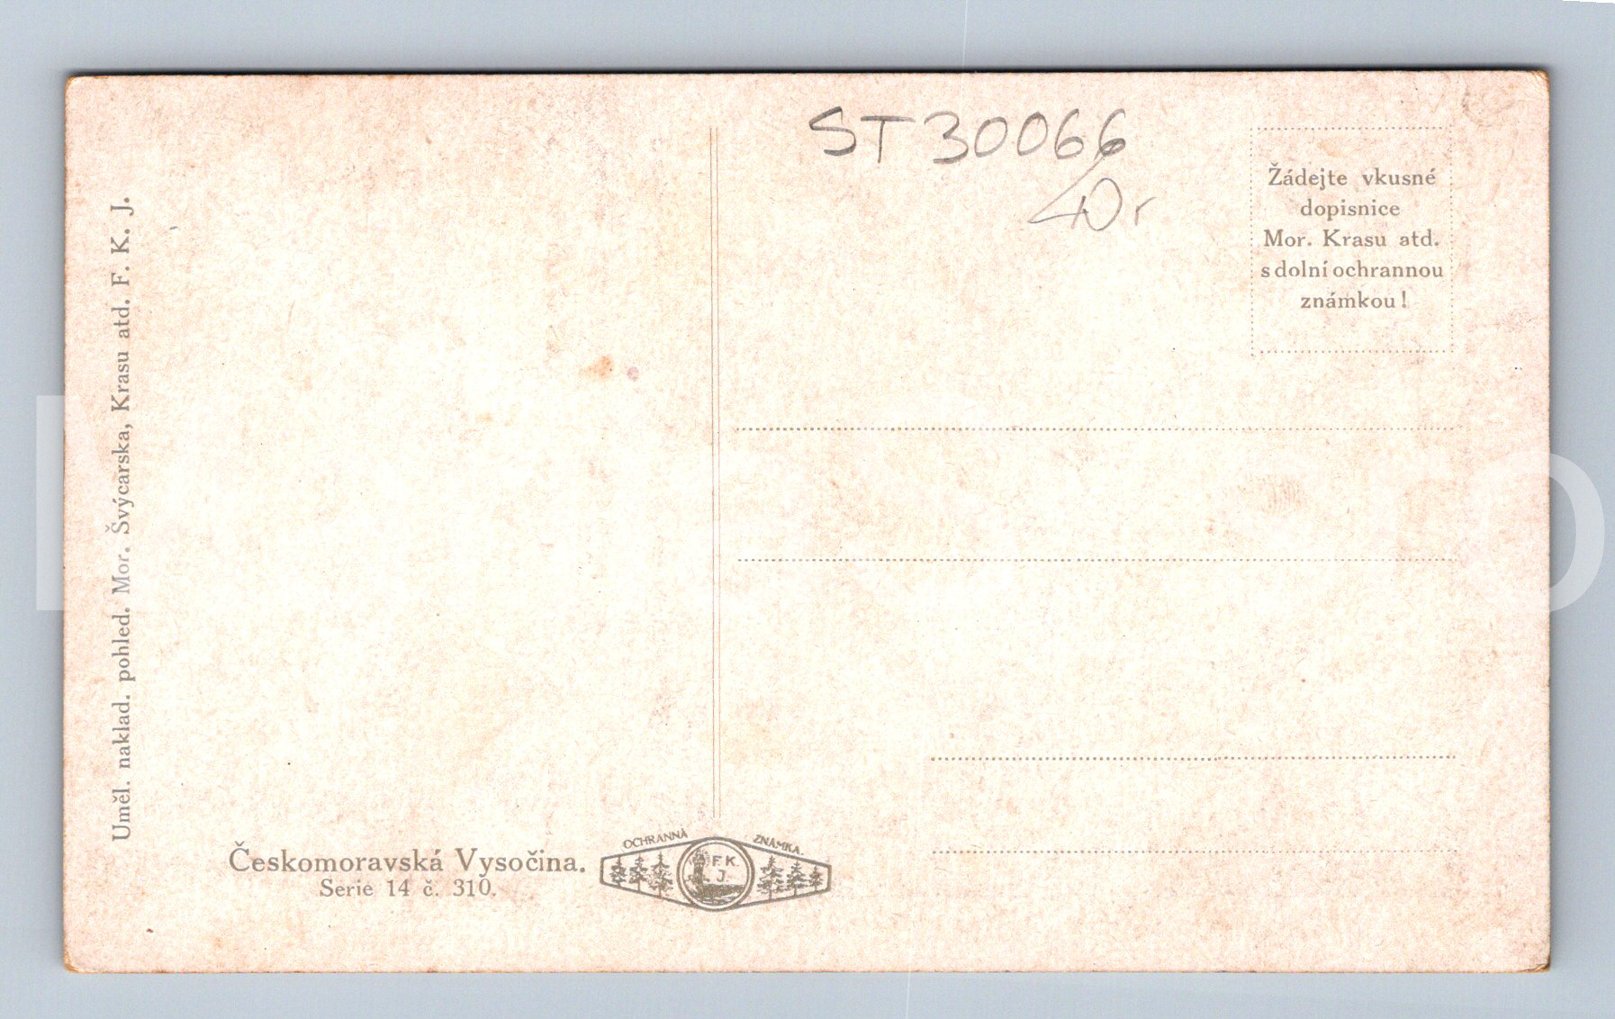 ST30066
40r
Žádejte vkusné
dopisnice
Mor. Krasu atd.
s dolní ochrannou
známkou!
Uměl. naklad. pohled. Mor. Švýcarska, Krasu atd. F. K. J.
Českomoravská Vysočina.
Serie 14 č. 310.
OCHRANNÁ ZNÁMKA.
F. K.
J.